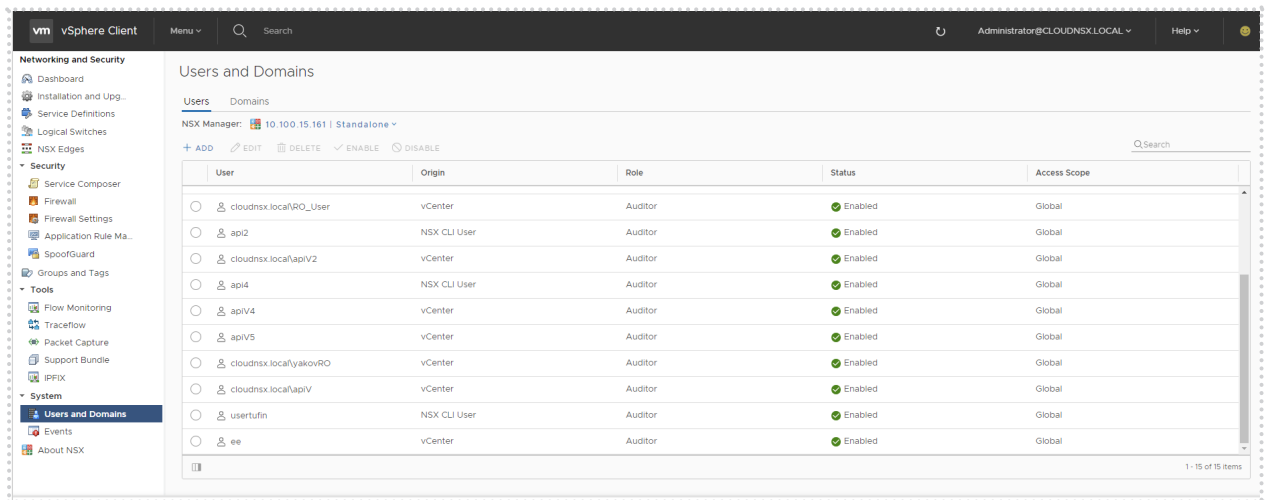 vm vSphere Client Menu Search Administrator@CLOUDNSX.LOCAL Help
Networking and Security
Dashboard
Installation and Upg...
Service Definitions
Logical Switches
NSX Edges
Security
Service Composer
Firewall
Firewall Settings
Application Rule Ma...
SpoofGuard
Groups and Tags
Tools
Flow Monitoring
Traceflow
Packet Capture
Support Bundle
IPFIX
System
Users and Domains
Events
About NSX
Users and Domains
Users Domains
NSX Manager: 10.100.15.161 | Standalone
+ ADD EDIT DELETE ENABLE DISABLE Search
User Origin Role Status Access Scope
cloudnsx.local\RO_User vCenter Auditor Enabled Global
api2 NSX CLI User Auditor Enabled Global
cloudnsx.local\apiV2 vCenter Auditor Enabled Global
api4 NSX CLI User Auditor Enabled Global
apiV4 vCenter Auditor Enabled Global
apiV5 vCenter Auditor Enabled Global
cloudnsx.local\yakovRO vCenter Auditor Enabled Global
cloudnsx.local\apiV vCenter Auditor Enabled Global
usertufin NSX CLI User Auditor Enabled Global
ee vCenter Auditor Enabled Global
1 - 15 of 15 items